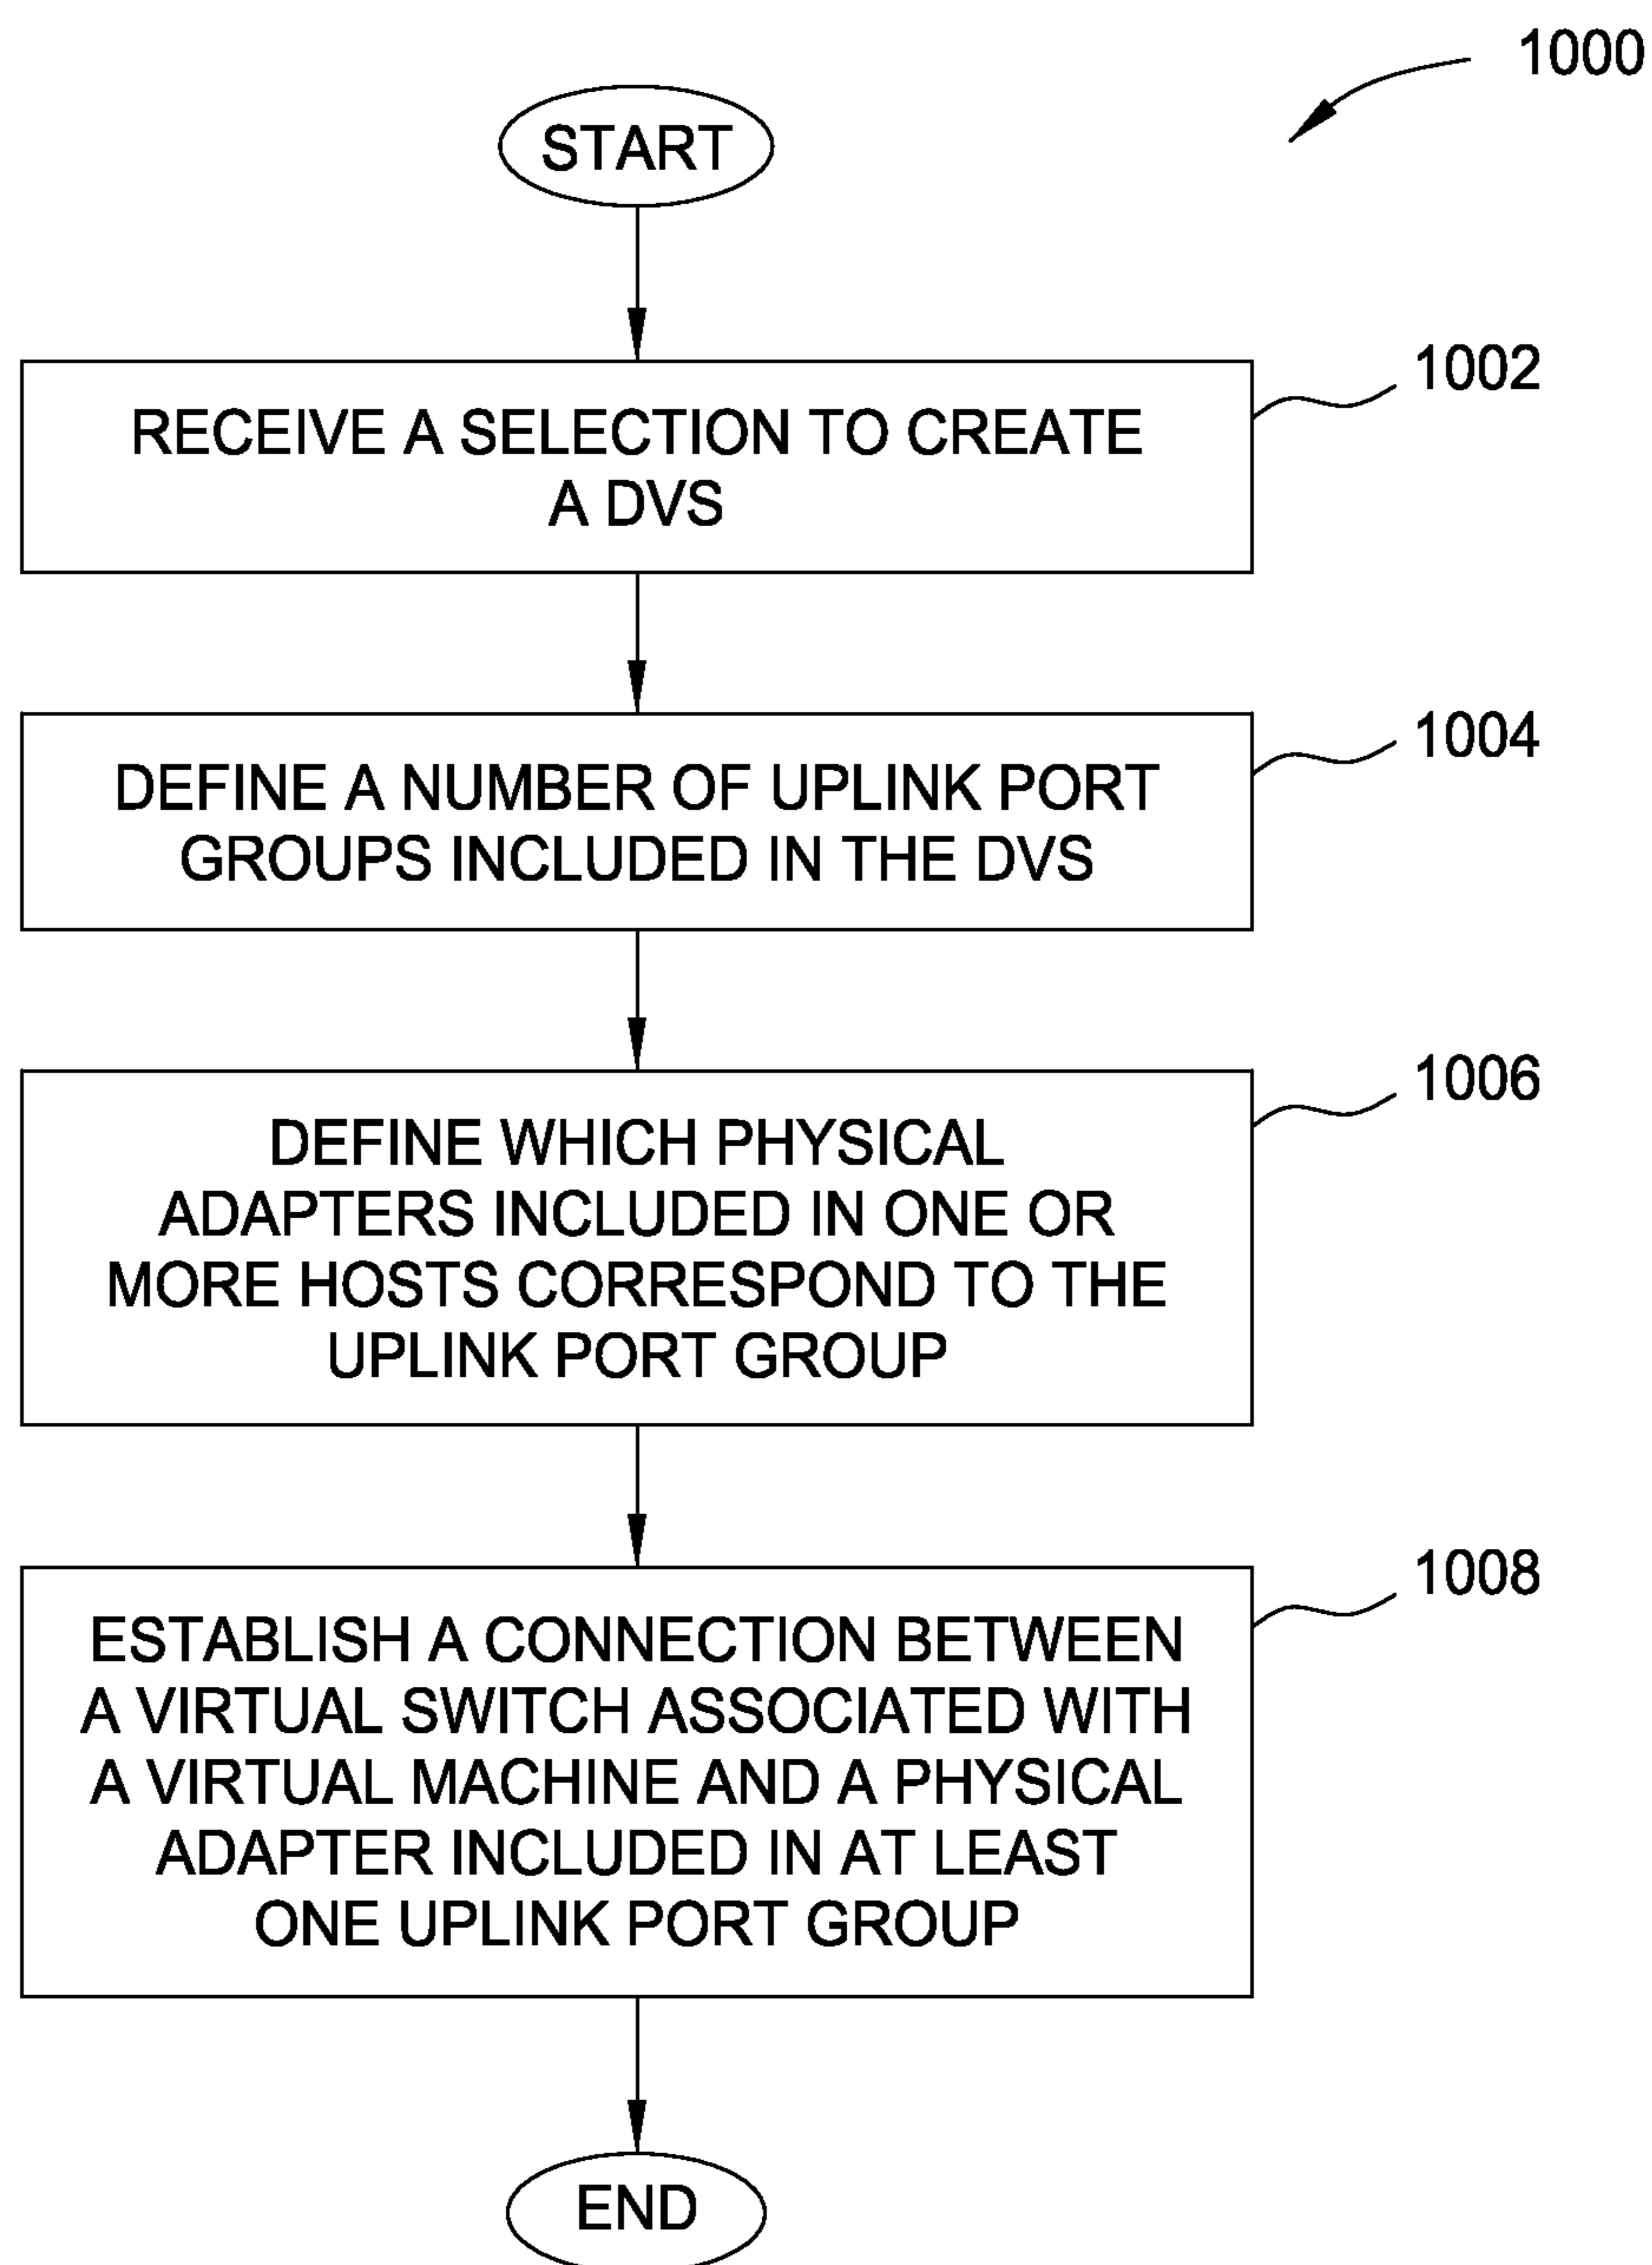 1000
START
1002
RECEIVE A SELECTION TO CREATE
A DVS
1004
DEFINE A NUMBER OF UPLINK PORT
GROUPS INCLUDED IN THE DVS
1006
DEFINE WHICH PHYSICAL
ADAPTERS INCLUDED IN ONE OR
MORE HOSTS CORRESPOND TO THE
UPLINK PORT GROUP
1008
ESTABLISH A CONNECTION BETWEEN
A VIRTUAL SWITCH ASSOCIATED WITH
A VIRTUAL MACHINE AND A PHYSICAL
ADAPTER INCLUDED IN AT LEAST
ONE UPLINK PORT GROUP
END